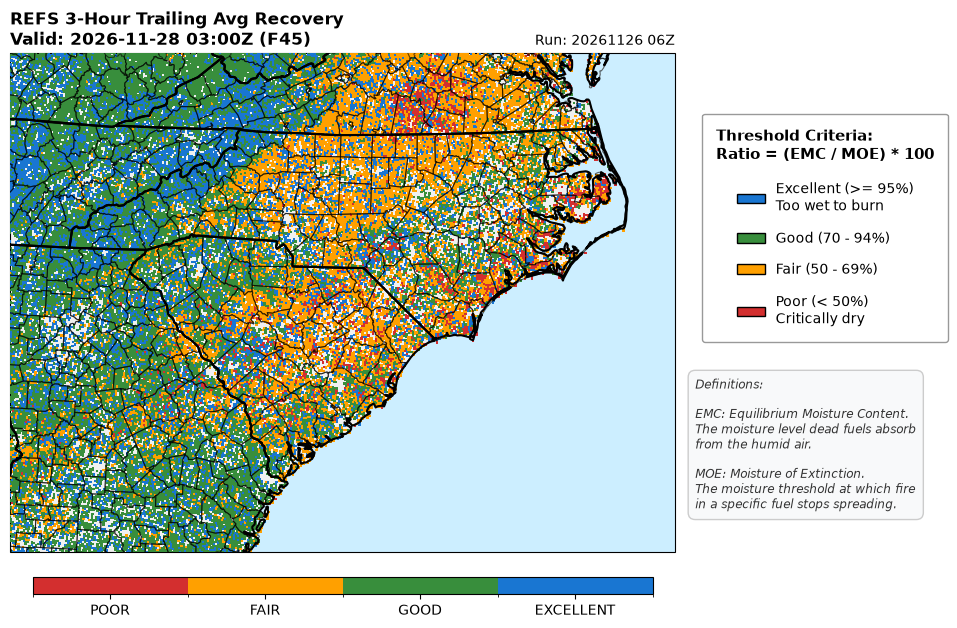 REFS 3-Hour Trailing Avg Recovery
Valid: 2026-11-28 03:00Z (F45)
Run: 20261126 06Z
Threshold Criteria:
Ratio = (EMC / MOE) * 100
Excellent (>= 95%)
Too wet to burn
Good (70 - 94%)
Fair (50 - 69%)
Poor (< 50%)
Critically dry
Definitions:
EMC: Equilibrium Moisture Content.
The moisture level dead fuels absorb
from the humid air.
MOE: Moisture of Extinction.
The moisture threshold at which fire
in a specific fuel stops spreading.
POOR
FAIR
GOOD
EXCELLENT